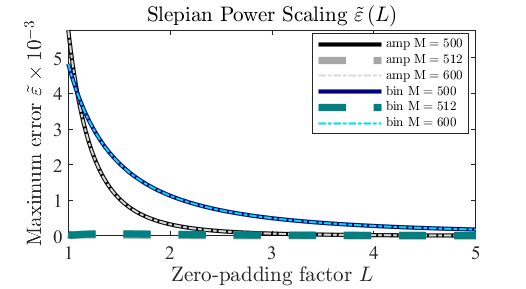 Slepian Power Scaling ε̃(L)
Maximum error ε̃ × 10⁻³
5
4
3
2
1
0
1 2 3 4 5
Zero-padding factor L
amp M = 500
amp M = 512
amp M = 600
bin M = 500
bin M = 512
bin M = 600